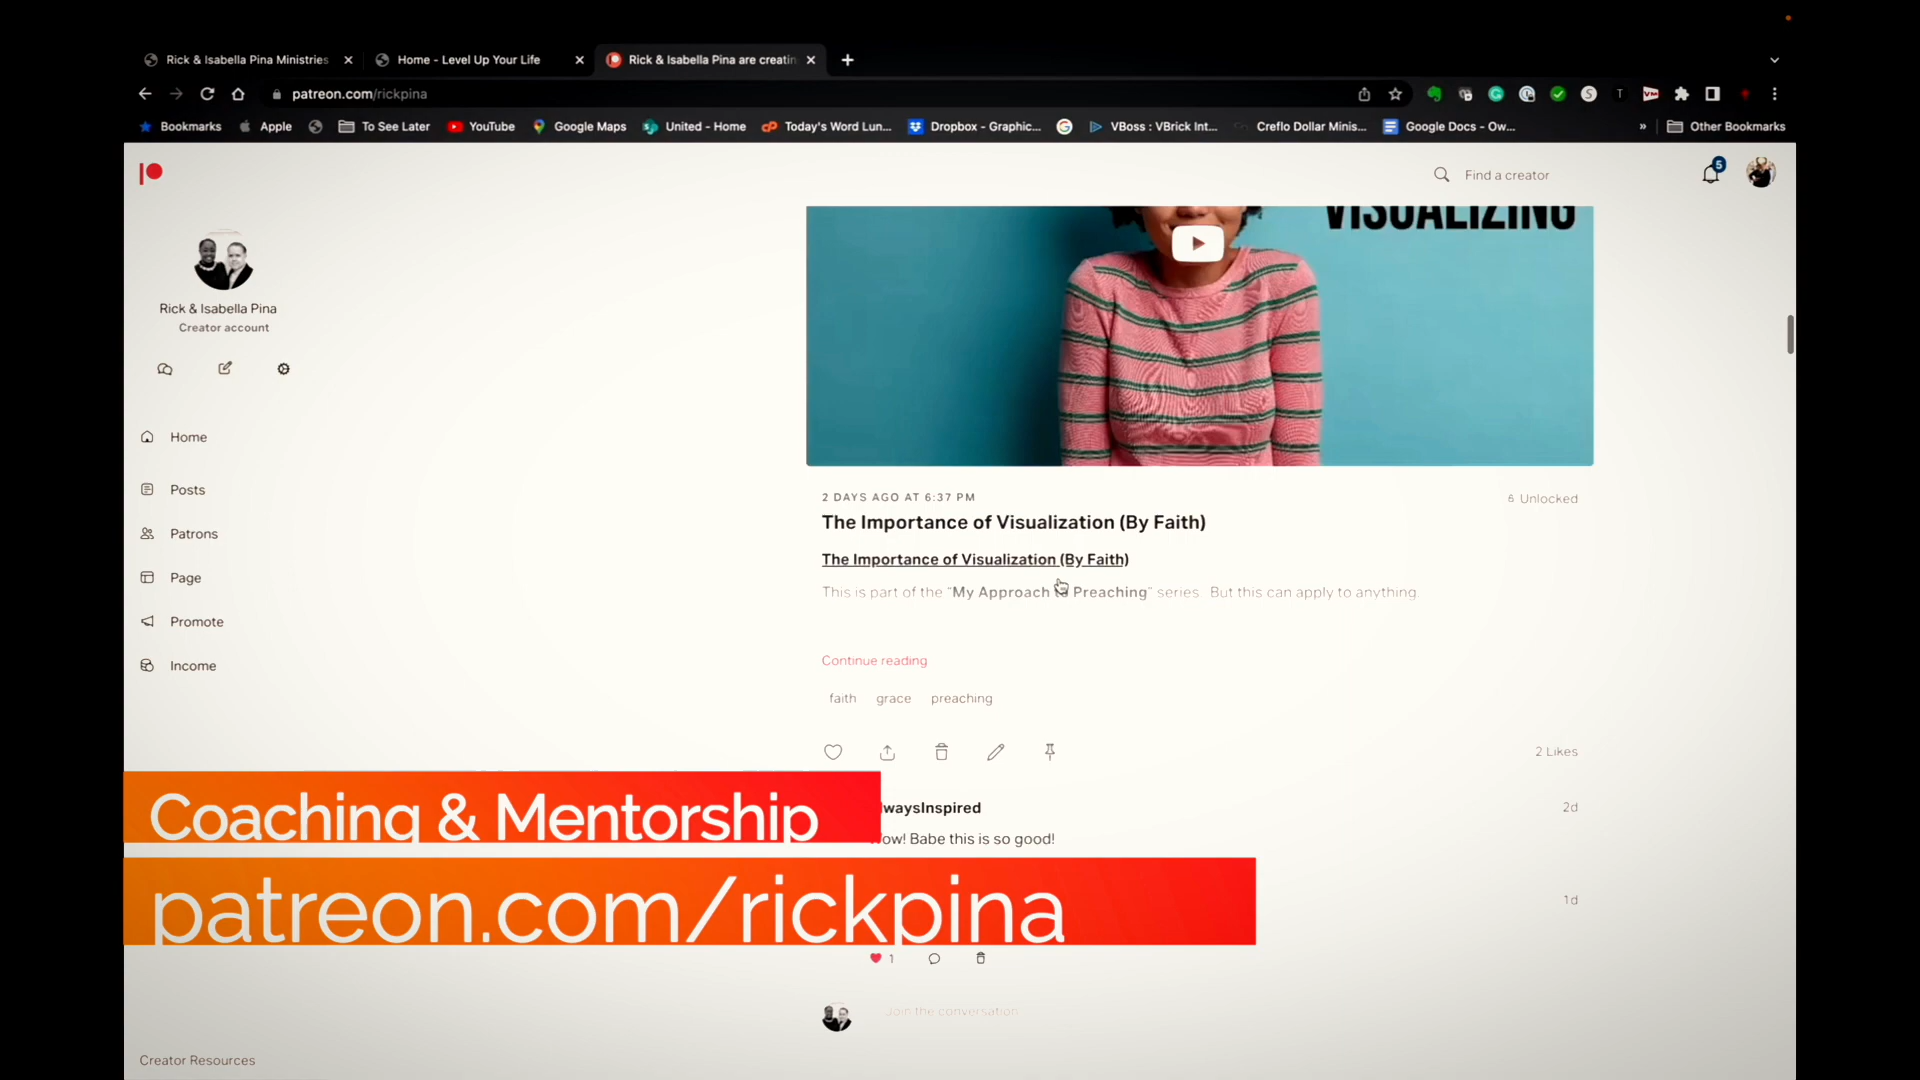 Rick & Isabella Pina Ministries
Home - Level Up Your Life
Rick & Isabella Pina are creatin
patreon.com/rickpina
Bookmarks
Apple
To See Later
YouTube
Google Maps
United - Home
Today's Word Lun...
Dropbox - Graphic...
VBoss : VBrick Int...
Creflo Dollar Minis...
Google Docs - Ow...
»
Other Bookmarks
Find a creator
5
VISUALIZING
Rick & Isabella Pina
Creator account
Home
Posts
Patrons
Page
Promote
Income
2 DAYS AGO AT 6:37 PM
6 Unlocked
The Importance of Visualization (By Faith)
The Importance of Visualization (By Faith)
This is part of the "My Approach to Preaching" series. But this can apply to anything.
Continue reading
faith grace preaching
2 Likes
Coaching & Mentorship
waysInspired
2d
ow! Babe this is so good!
patreon.com/rickpina
1d
1
Join the conversation
Creator Resources